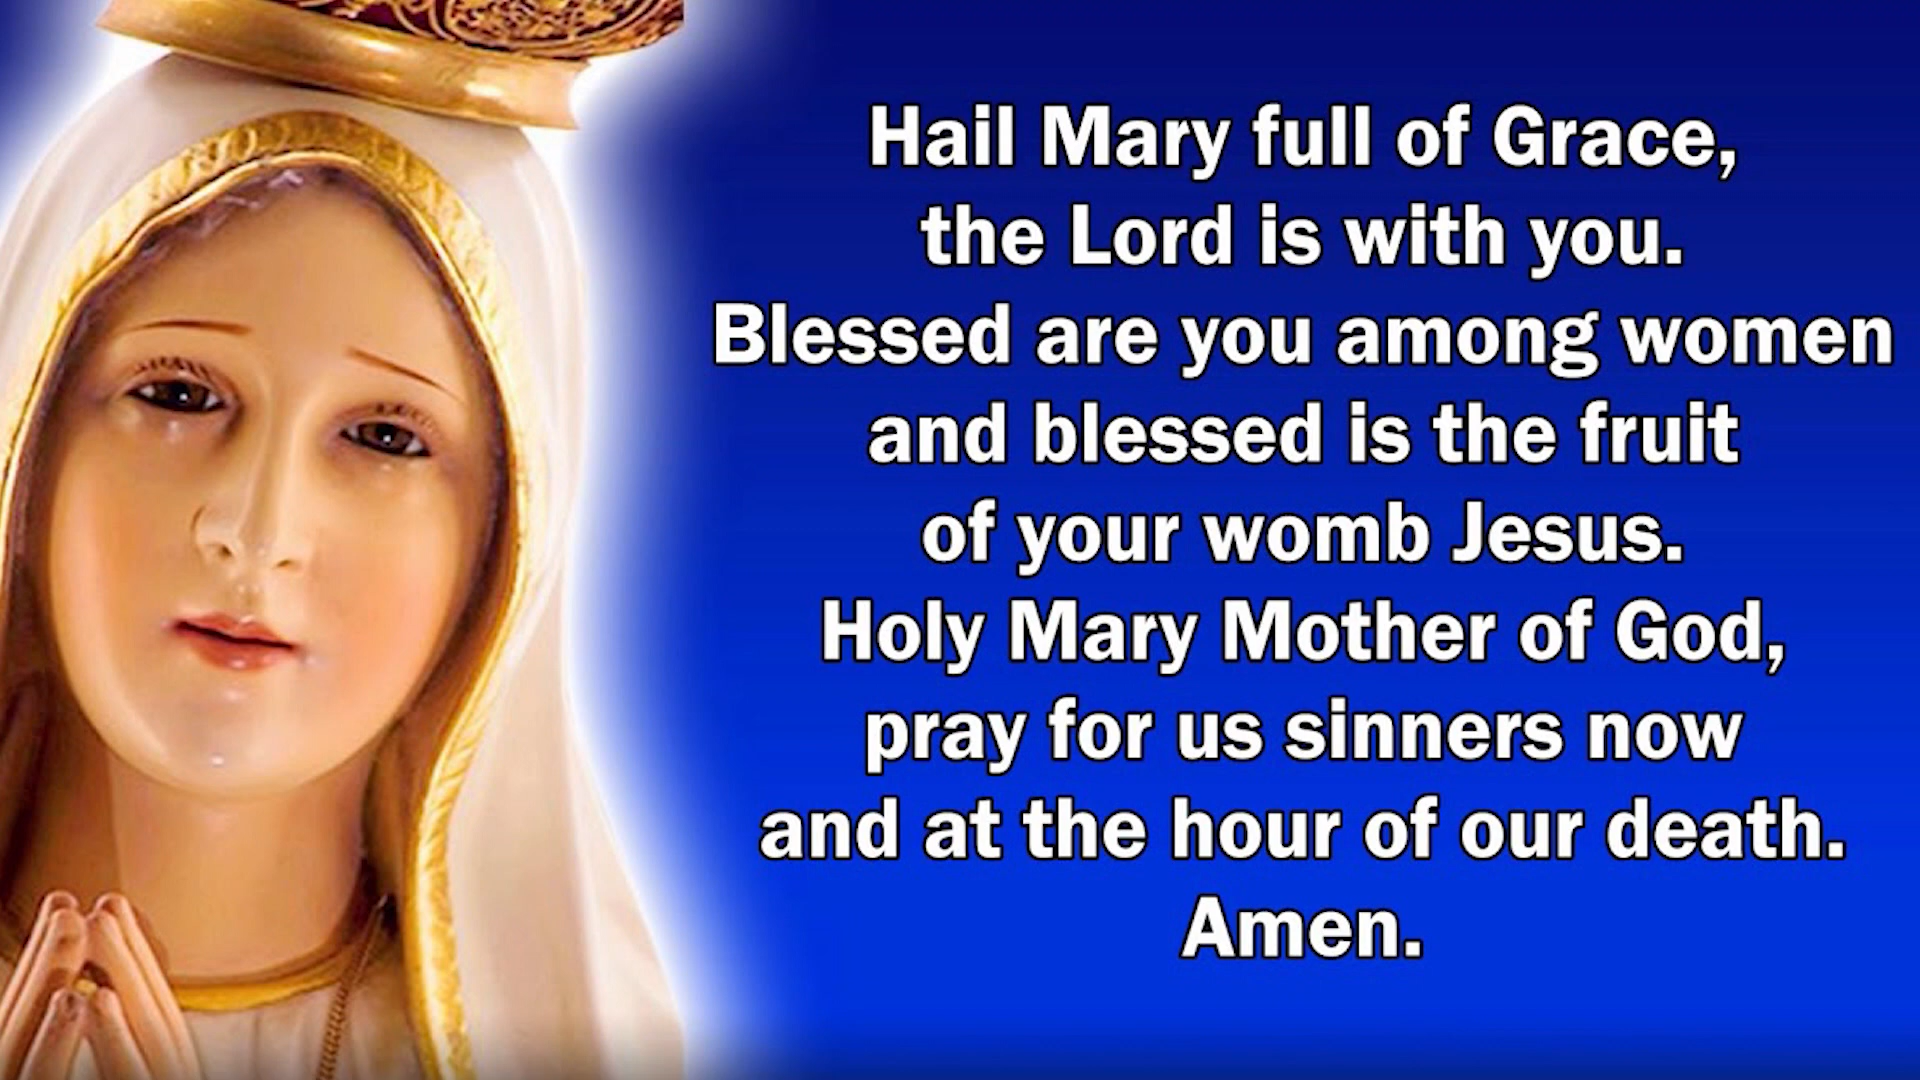 Hail Mary full of Grace,
the Lord is with you.
Blessed are you among women
and blessed is the fruit
of your womb Jesus.
Holy Mary Mother of God,
pray for us sinners now
and at the hour of our death.
Amen.